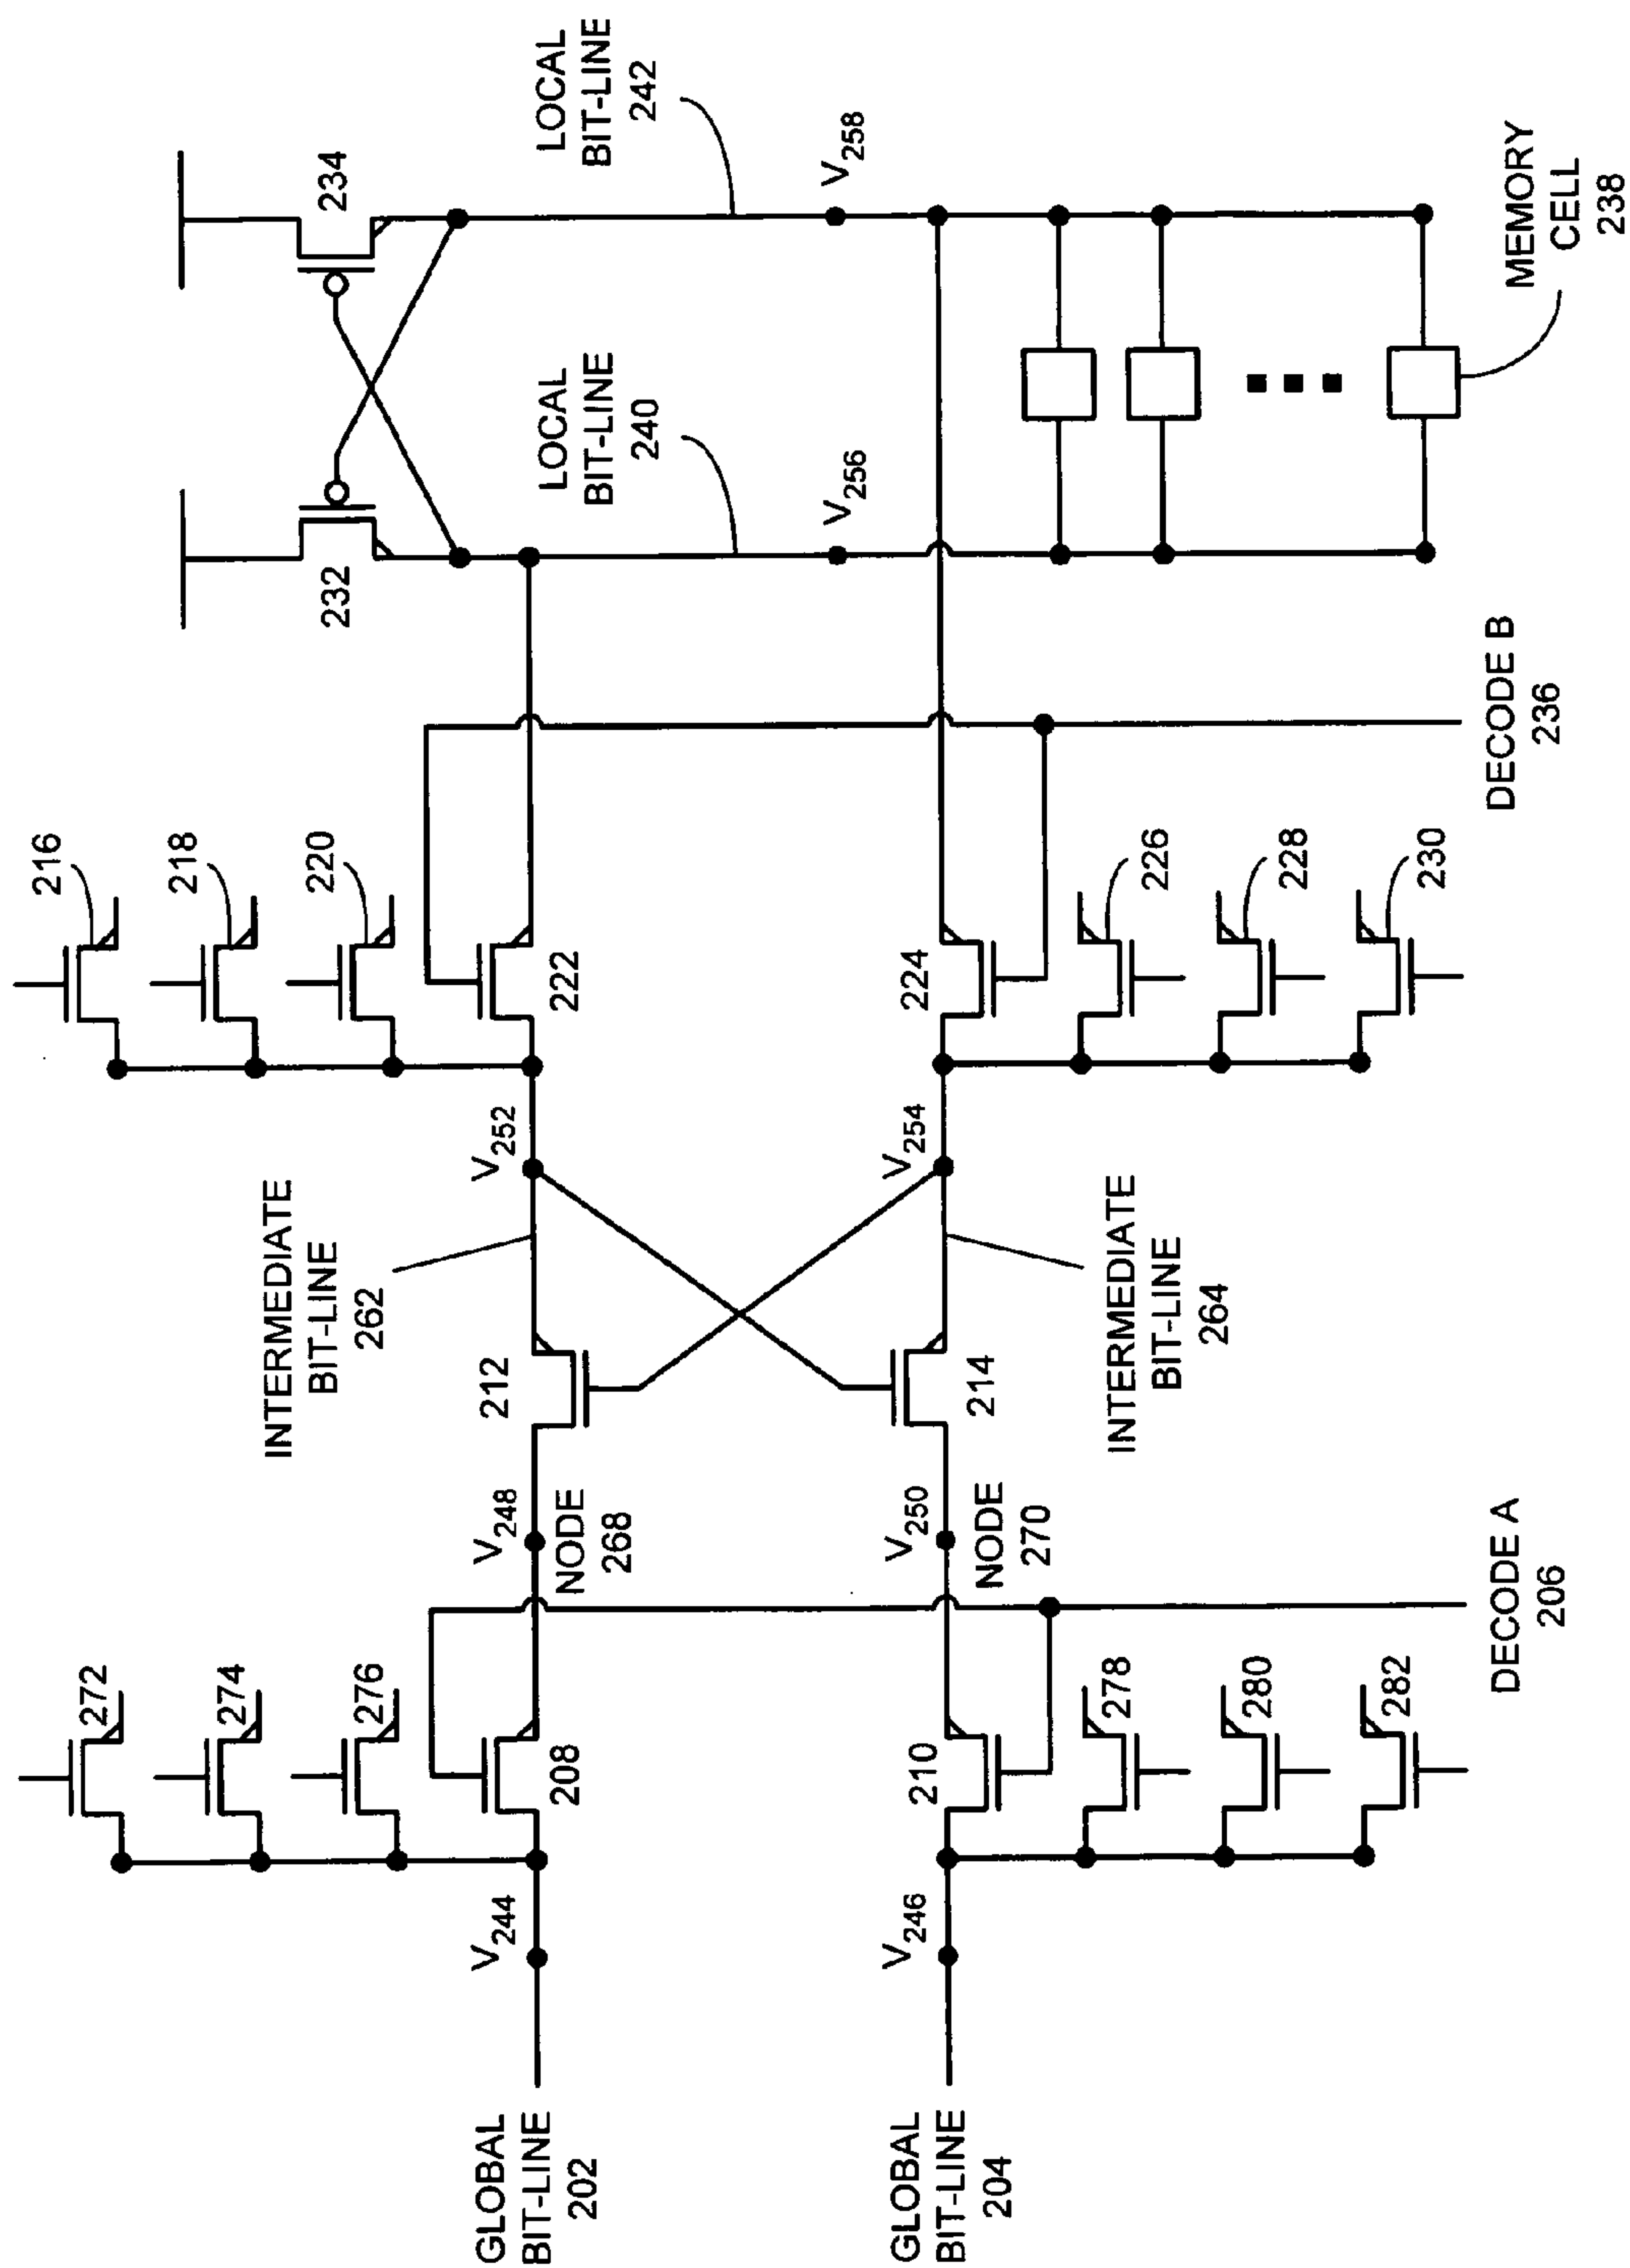 216
218
220
222
224
226
228
230
272
274
276
208
210
278
280
282
LOCAL
BIT-LINE
242
LOCAL
BIT-LINE
240
234
232
V258
V256
MEMORY
CELL
238
DECODE B
236
V252
V254
INTERMEDIATE
BIT-LINE
262
INTERMEDIATE
BIT-LINE
264
212
214
V248
NODE
268
V250
NODE
270
DECODE A
206
V244
V246
GLOBAL
BIT-LINE
202
GLOBAL
BIT-LINE
204